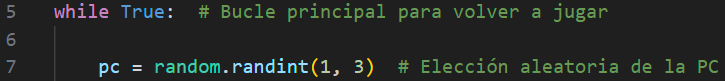 5 while True:  # Bucle principal para volver a jugar
6
7     pc = random.randint(1, 3)  # Elección aleatoria de la PC